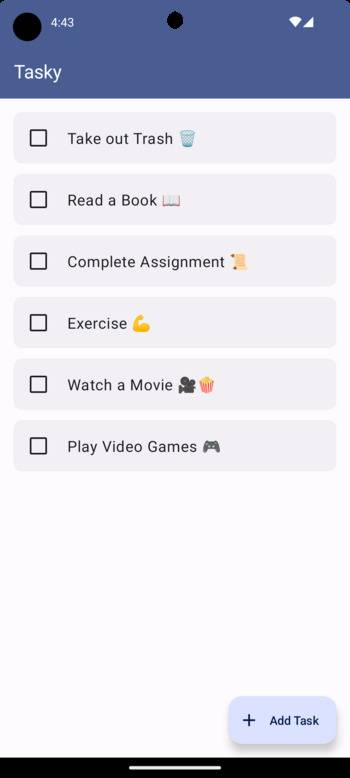 4:43
Tasky
Take out Trash 🗑️
Read a Book 📖
Complete Assignment 📜
Exercise 💪
Watch a Movie 🎥🍿
Play Video Games 🎮
+ Add Task